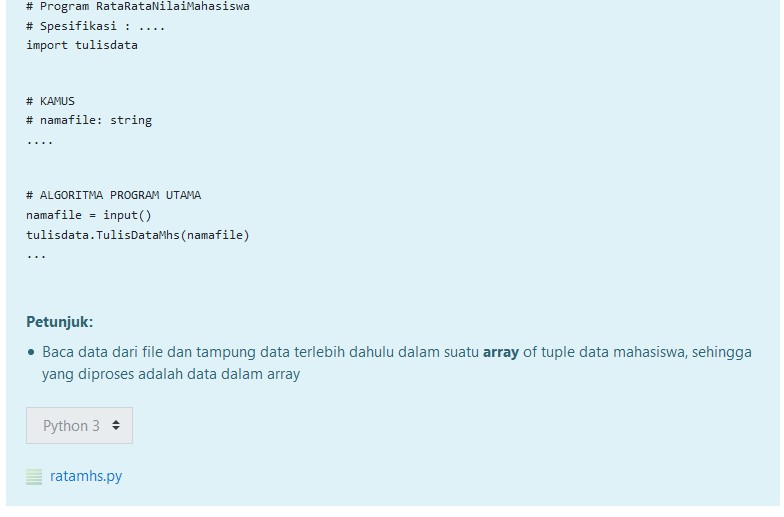 # Program RataRataNilaiMahasiswa
# Spesifikasi : ....
import tulisdata
# KAMUS
# namafile: string
....
# ALGORITMA PROGRAM UTAMA
namafile = input()
tulisdata.TulisDataMhs(namafile)
...
Petunjuk:
• Baca data dari file dan tampung data terlebih dahulu dalam suatu array of tuple data mahasiswa, sehingga
yang diproses adalah data dalam array
Python 3
ratamhs.py